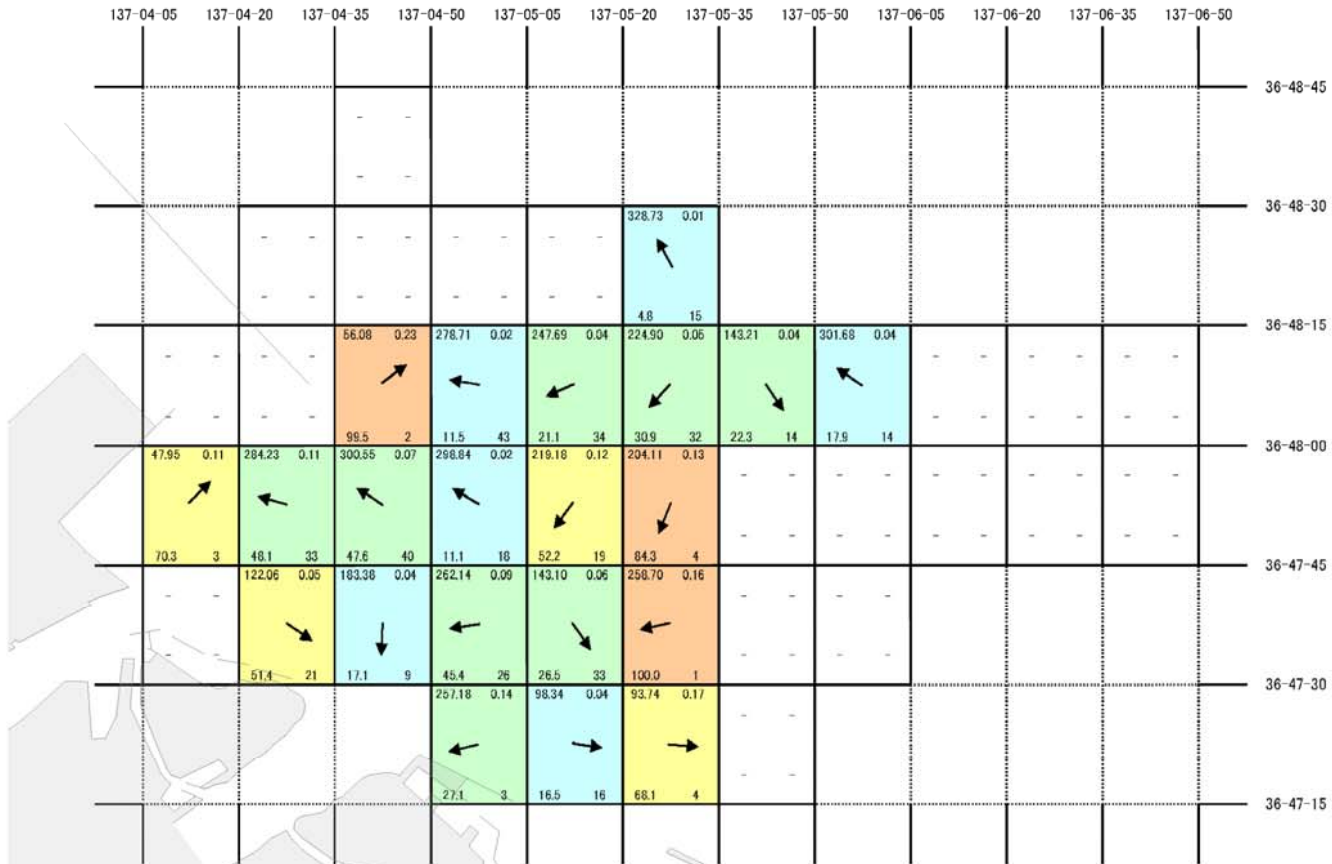 137-04-05 137-04-20 137-04-35 137-04-50 137-05-05 137-05-20 137-05-35 137-05-50 137-06-05 137-06-20 137-06-35 137-06-50
36-48-45
- -
- -
36-48-30
328.73 0.01
- - - - - - - -
- - - - - - - -
4.8 15
36-48-15
56.08 0.23 278.71 0.02 247.69 0.04 224.90 0.05 143.21 0.04 301.68 0.04
- - - - - - - - - -
- - - - - - - - - -
99.5 2 11.5 43 21.1 34 30.9 32 22.3 14 17.9 14
36-48-00
47.95 0.11 284.23 0.11 300.55 0.07 298.84 0.02 219.18 0.12 204.11 0.13
- - - - - - - - - -
- - - - - - - - - -
70.3 3 48.1 33 47.6 40 11.1 18 52.2 19 84.3 4
36-47-45
122.06 0.05 183.38 0.04 262.14 0.09 143.10 0.06 258.70 0.16
- - - - - -
- - - - - -
51.4 21 17.1 9 45.4 26 26.5 33 100.0 1
36-47-30
257.18 0.14 98.34 0.04 93.74 0.17
- -
- -
27.1 3 16.5 16 68.1 4
36-47-15